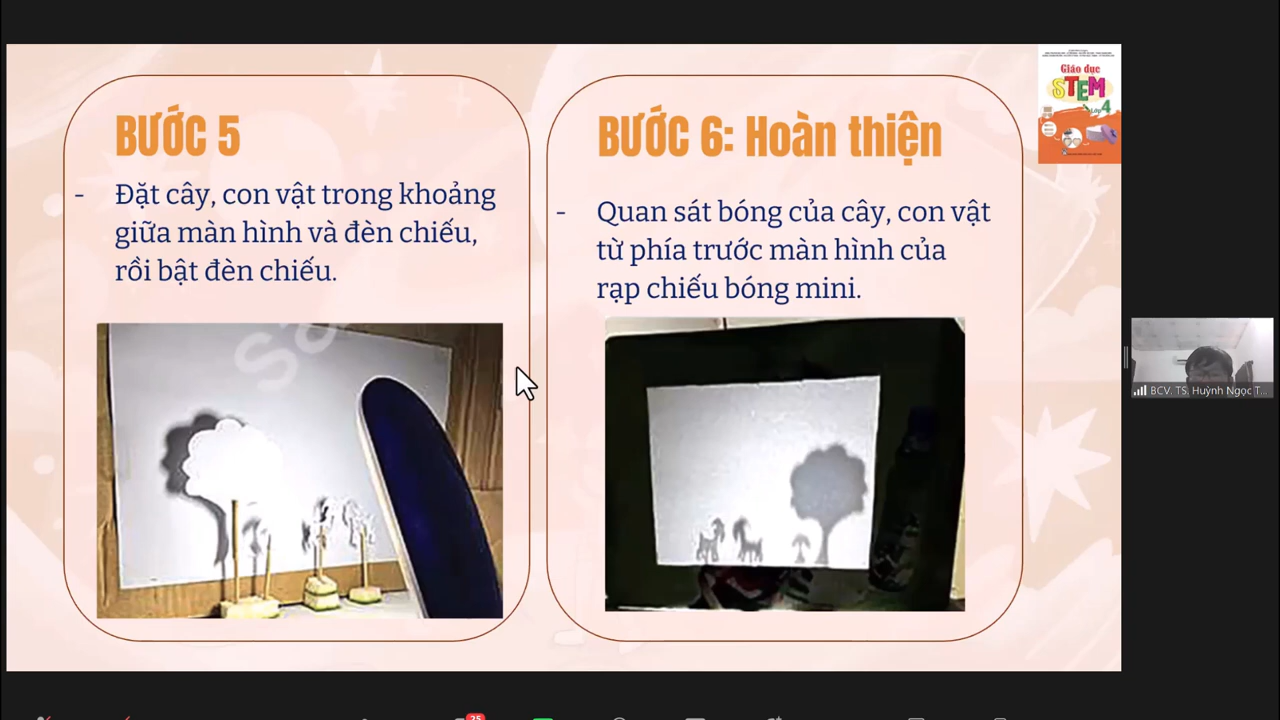 BƯỚC 5
- Đặt cây, con vật trong khoảng
giữa màn hình và đèn chiếu,
rồi bật đèn chiếu.
BƯỚC 6: Hoàn thiện
- Quan sát bóng của cây, con vật
từ phía trước màn hình của
rạp chiếu bóng mini.
Giáo dục
STEM
Lớp 4
BCV. TS. Huỳnh Ngọc T...
25